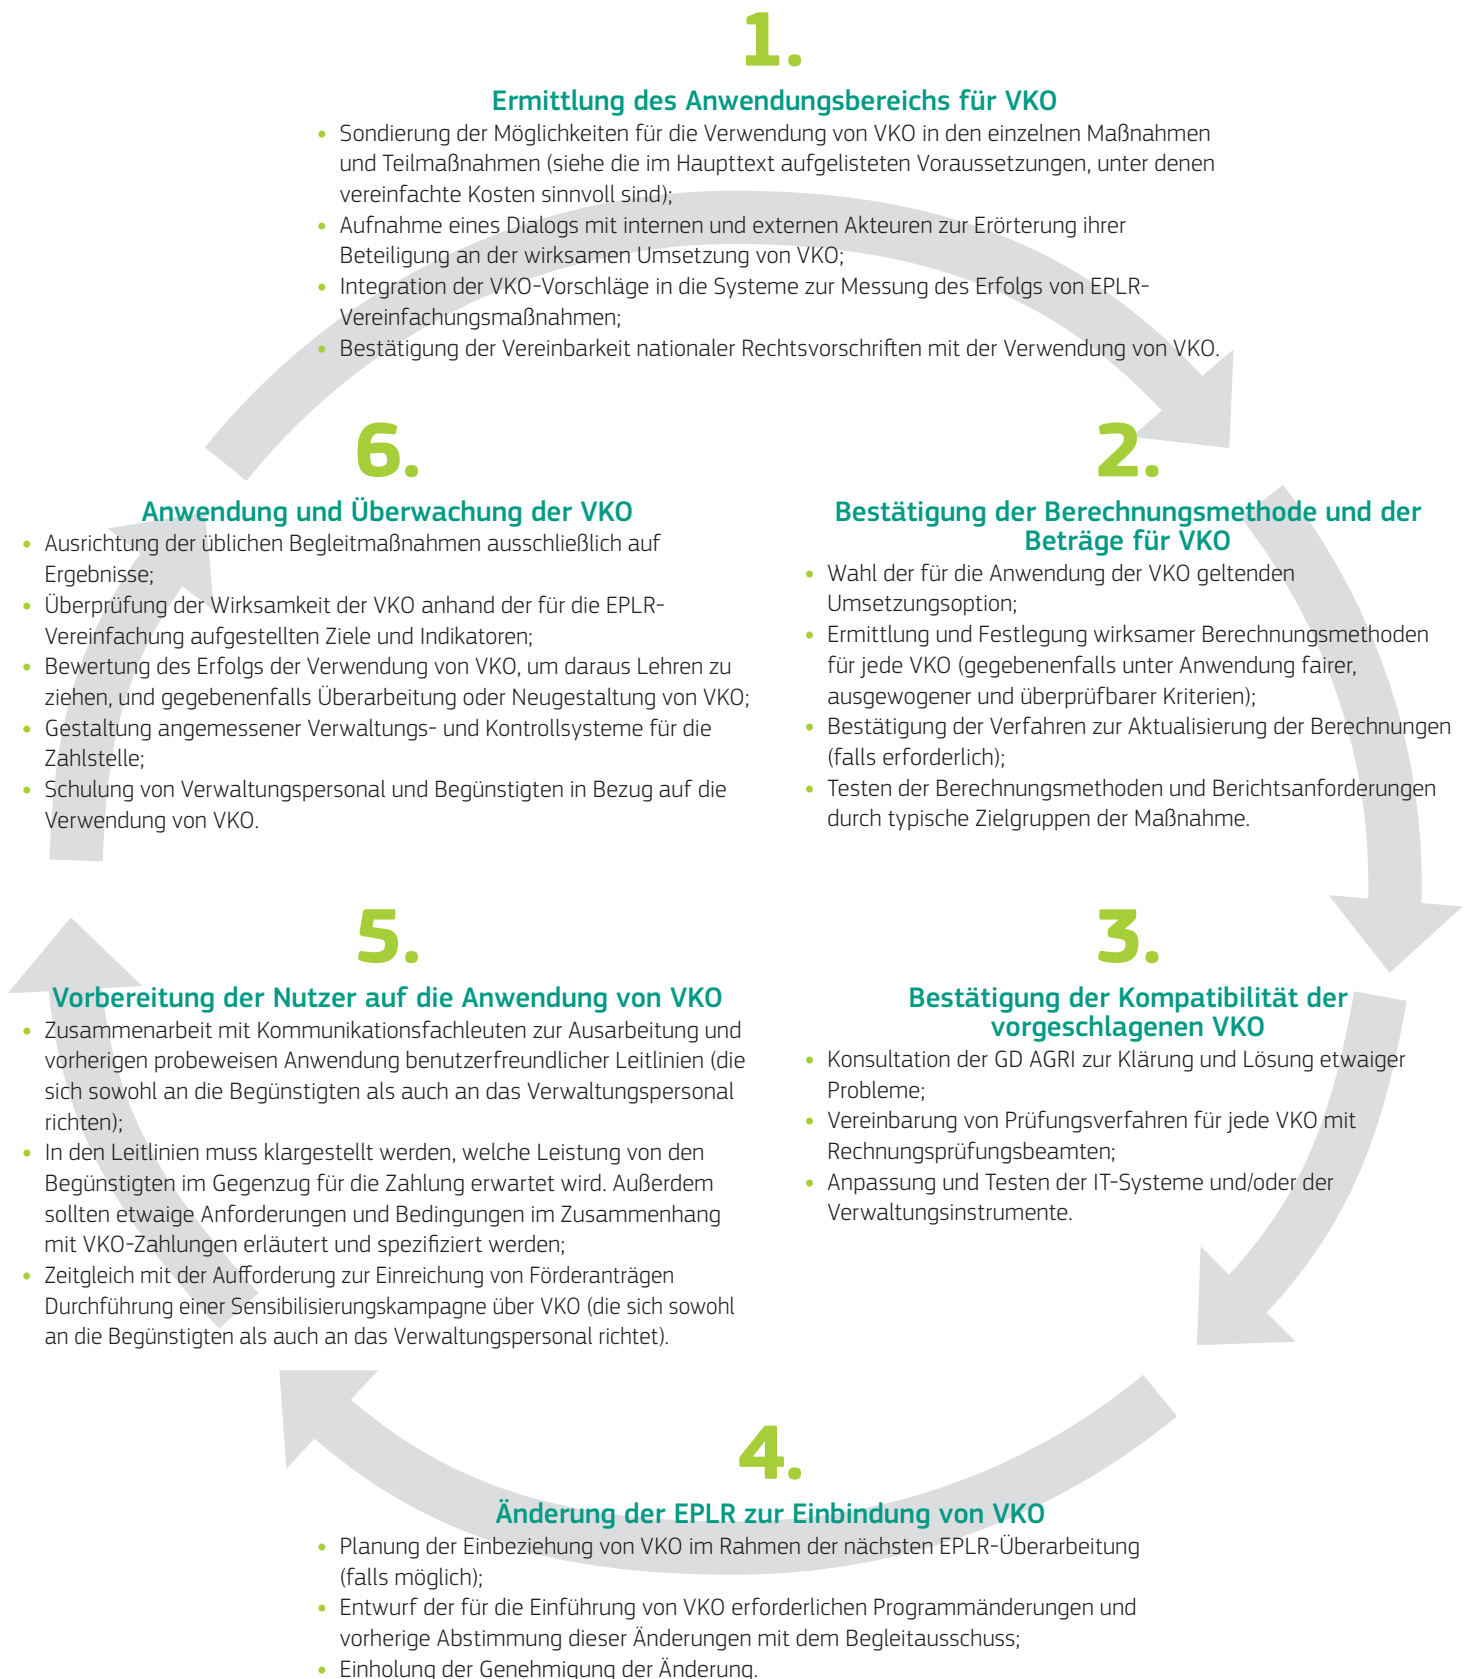 1.
Ermittlung des Anwendungsbereichs für VKO
• Sondierung der Möglichkeiten für die Verwendung von VKO in den einzelnen Maßnahmen
und Teilmaßnahmen (siehe die im Haupttext aufgelisteten Voraussetzungen, unter denen
vereinfachte Kosten sinnvoll sind);
• Aufnahme eines Dialogs mit internen und externen Akteuren zur Erörterung ihrer
Beteiligung an der wirksamen Umsetzung von VKO;
• Integration der VKO-Vorschläge in die Systeme zur Messung des Erfolgs von EPLR-
Vereinfachungsmaßnahmen;
• Bestätigung der Vereinbarkeit nationaler Rechtsvorschriften mit der Verwendung von VKO.
2.
Bestätigung der Berechnungsmethode und der
Beträge für VKO
• Wahl der für die Anwendung der VKO geltenden
Umsetzungsoption;
• Ermittlung und Festlegung wirksamer Berechnungsmethoden
für jede VKO (gegebenenfalls unter Anwendung fairer,
ausgewogener und überprüfbarer Kriterien);
• Bestätigung der Verfahren zur Aktualisierung der Berechnungen
(falls erforderlich);
• Testen der Berechnungsmethoden und Berichtsanforderungen
durch typische Zielgruppen der Maßnahme.
3.
Bestätigung der Kompatibilität der
vorgeschlagenen VKO
• Konsultation der GD AGRI zur Klärung und Lösung etwaiger
Probleme;
• Vereinbarung von Prüfungsverfahren für jede VKO mit
Rechnungsprüfungsbeamten;
• Anpassung und Testen der IT-Systeme und/oder der
Verwaltungsinstrumente.
4.
Änderung der EPLR zur Einbindung von VKO
• Planung der Einbeziehung von VKO im Rahmen der nächsten EPLR-Überarbeitung
(falls möglich);
• Entwurf der für die Einführung von VKO erforderlichen Programmänderungen und
vorherige Abstimmung dieser Änderungen mit dem Begleitausschuss;
• Einholung der Genehmigung der Änderung.
5.
Vorbereitung der Nutzer auf die Anwendung von VKO
• Zusammenarbeit mit Kommunikationsfachleuten zur Ausarbeitung und
vorherigen probeweisen Anwendung benutzerfreundlicher Leitlinien (die
sich sowohl an die Begünstigten als auch an das Verwaltungspersonal
richten);
• In den Leitlinien muss klargestellt werden, welche Leistung von den
Begünstigten im Gegenzug für die Zahlung erwartet wird. Außerdem
sollten etwaige Anforderungen und Bedingungen im Zusammenhang
mit VKO-Zahlungen erläutert und spezifiziert werden;
• Zeitgleich mit der Aufforderung zur Einreichung von Förderanträgen
Durchführung einer Sensibilisierungskampagne über VKO (die sich sowohl
an die Begünstigten als auch an das Verwaltungspersonal richtet).
6.
Anwendung und Überwachung der VKO
• Ausrichtung der üblichen Begleitmaßnahmen ausschließlich auf
Ergebnisse;
• Überprüfung der Wirksamkeit der VKO anhand der für die EPLR-
Vereinfachung aufgestellten Ziele und Indikatoren;
• Bewertung des Erfolgs der Verwendung von VKO, um daraus Lehren zu
ziehen, und gegebenenfalls Überarbeitung oder Neugestaltung von VKO;
• Gestaltung angemessener Verwaltungs- und Kontrollsysteme für die
Zahlstelle;
• Schulung von Verwaltungspersonal und Begünstigten in Bezug auf die
Verwendung von VKO.